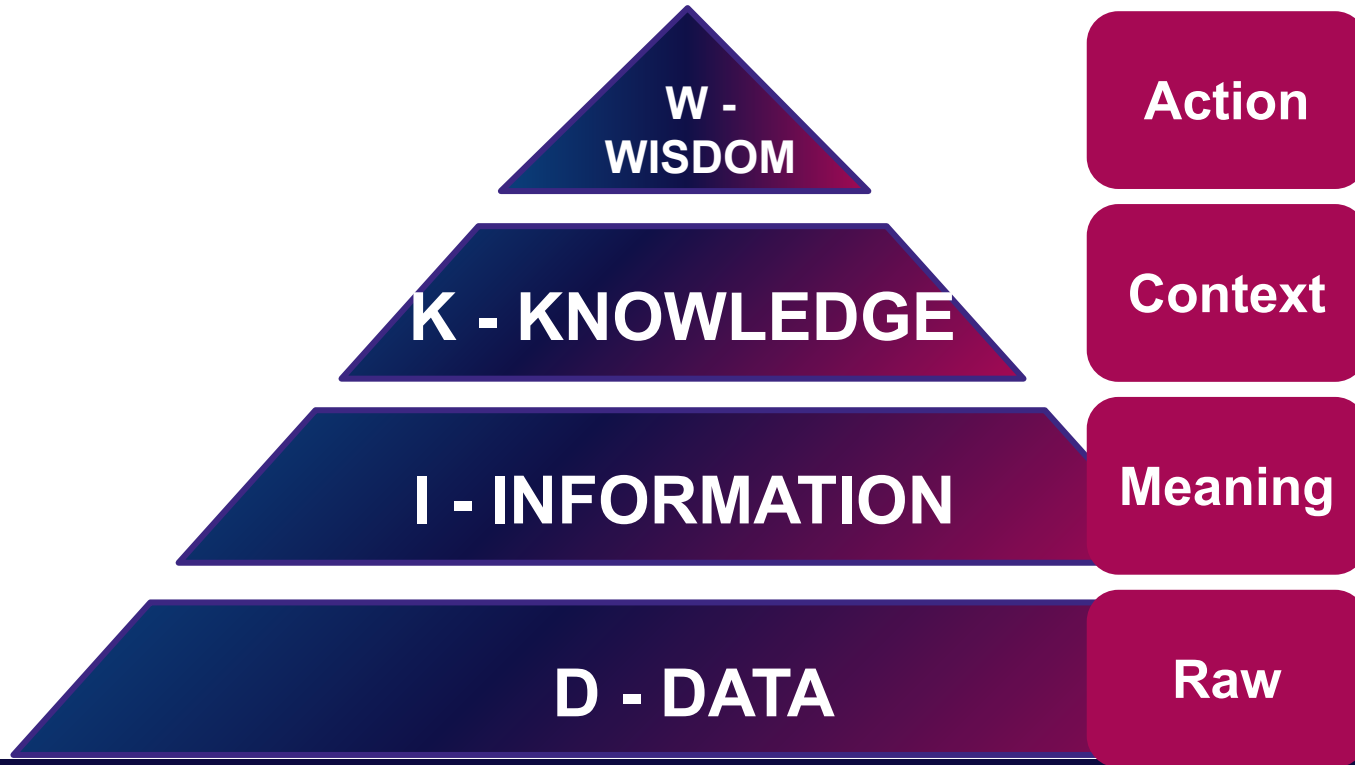 W -
WISDOM
Action
K - KNOWLEDGE
Context
I - INFORMATION
Meaning
D - DATA
Raw